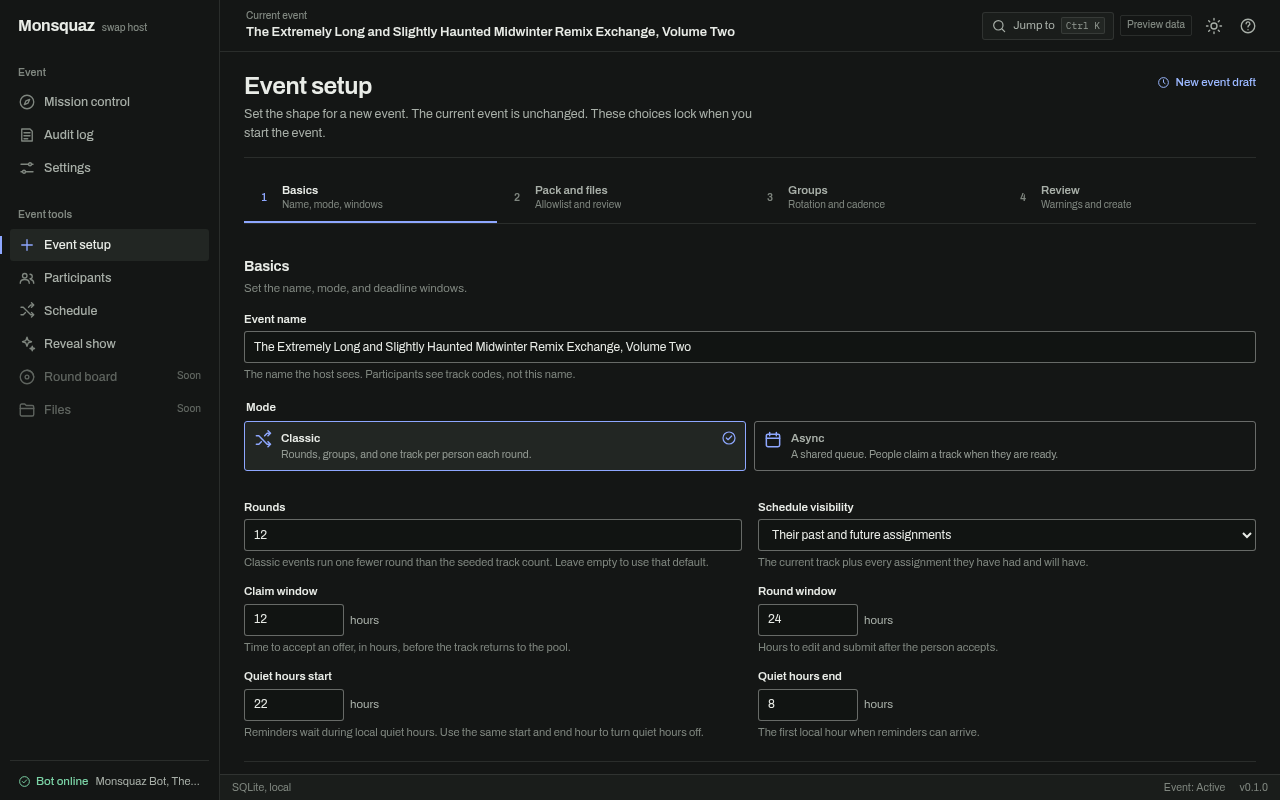 Monsquaz swap host
Event
Mission control
Audit log
Settings
Event tools
Event setup
Participants
Schedule
Reveal show
Round board Soon
Files Soon
Bot online Monsquaz Bot, The...
Current event
The Extremely Long and Slightly Haunted Midwinter Remix Exchange, Volume Two
Jump to Ctrl K
Preview data
Event setup
New event draft
Set the shape for a new event. The current event is unchanged. These choices lock when you
start the event.
1 Basics
Name, mode, windows
2 Pack and files
Allowlist and review
3 Groups
Rotation and cadence
4 Review
Warnings and create
Basics
Set the name, mode, and deadline windows.
Event name
The Extremely Long and Slightly Haunted Midwinter Remix Exchange, Volume Two
The name the host sees. Participants see track codes, not this name.
Mode
Classic
Rounds, groups, and one track per person each round.
Async
A shared queue. People claim a track when they are ready.
Rounds
12
Classic events run one fewer round than the seeded track count. Leave empty to use that default.
Schedule visibility
Their past and future assignments
The current track plus every assignment they have had and will have.
Claim window
12 hours
Time to accept an offer, in hours, before the track returns to the pool.
Round window
24 hours
Hours to edit and submit after the person accepts.
Quiet hours start
22 hours
Reminders wait during local quiet hours. Use the same start and end hour to turn quiet hours off.
Quiet hours end
8 hours
The first local hour when reminders can arrive.
SQLite, local
Event: Active v0.1.0